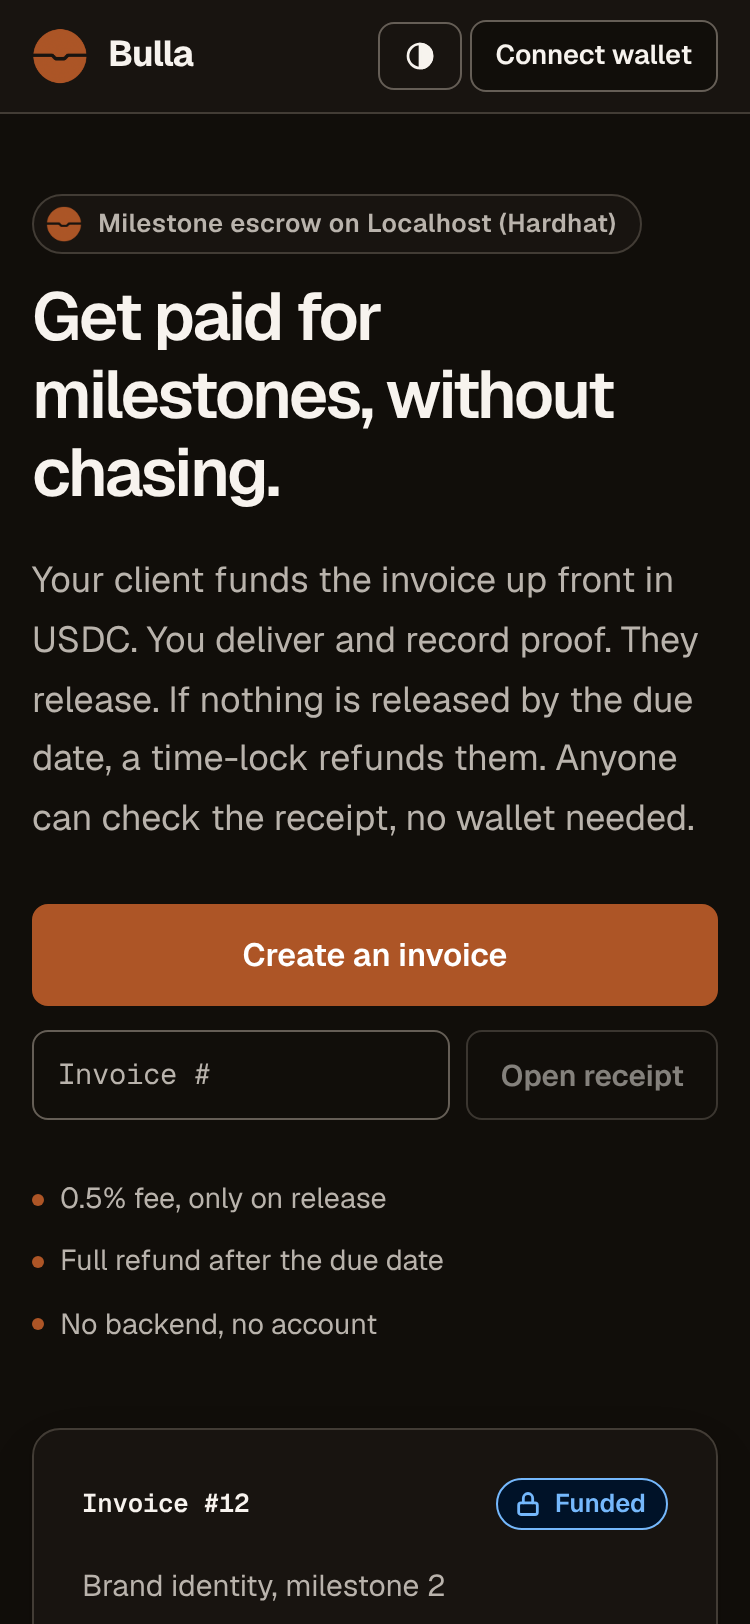 Bulla
Connect wallet
Milestone escrow on Localhost (Hardhat)
Get paid for
milestones, without
chasing.
Your client funds the invoice up front in
USDC. You deliver and record proof. They
release. If nothing is released by the due
date, a time-lock refunds them. Anyone
can check the receipt, no wallet needed.
Create an invoice
Invoice #
Open receipt
0.5% fee, only on release
Full refund after the due date
No backend, no account
Invoice #12
Funded
Brand identity, milestone 2